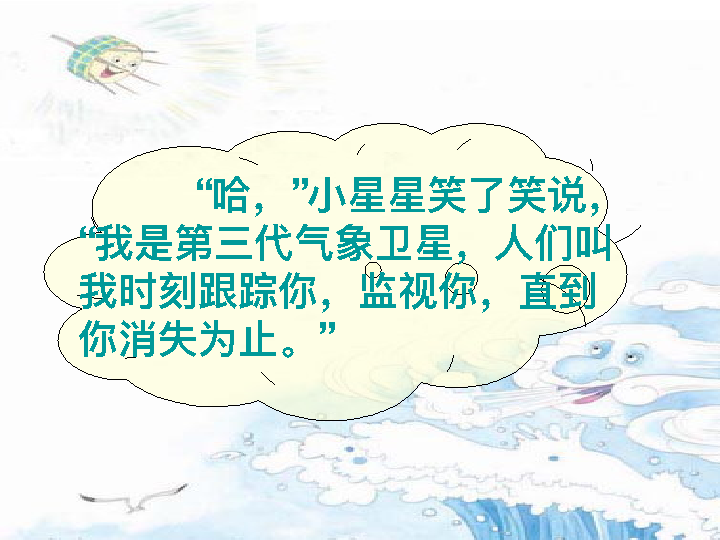 “哈，”小星星笑了笑说，
“我是第三代气象卫星，人们叫
我时刻跟踪你，监视你，直到
你消失为止。”